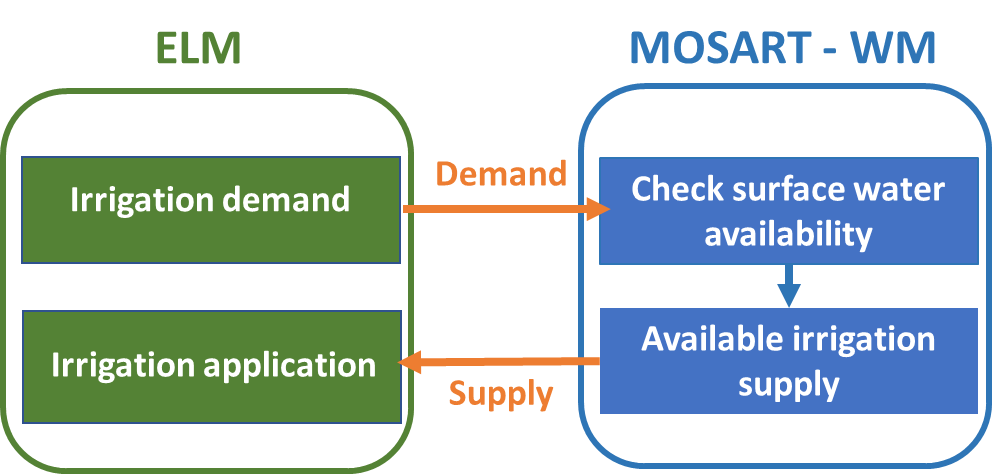 ELM
MOSART - WM
Irrigation demand
Demand
Check surface water
availability
Irrigation application
Supply
Available irrigation
supply